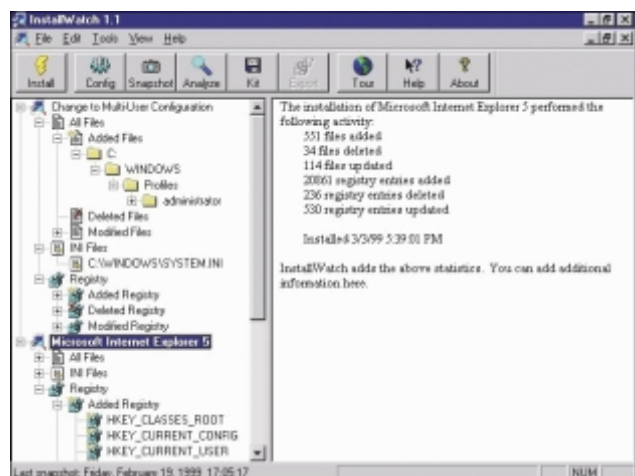 InstallWatch 1.1
File Edit Tools View Help
Install Config Snapshot Analyze Kit Export Tour Help About
Change to Multi-User Configuration
All Files
Added Files
C:
WINDOWS
Profiles
administrator
Deleted Files
Modified Files
INI Files
C:\WINDOWS\SYSTEM.INI
Registry
Added Registry
Deleted Registry
Modified Registry
Microsoft Internet Explorer 5
All Files
INI Files
Registry
Added Registry
HKEY_CLASSES_ROOT
HKEY_CURRENT_CONFIG
HKEY_CURRENT_USER
The installation of Microsoft Internet Explorer 5 performed the
following activity:
551 files added
34 files deleted
114 files updated
20861 registry entries added
236 registry entries deleted
530 registry entries updated
Installed 3/3/99 5:39:01 PM
InstallWatch adds the above statistics. You can add additional
information here.
Last snapshot: Friday, February 19, 1999 17:05:17
NUM